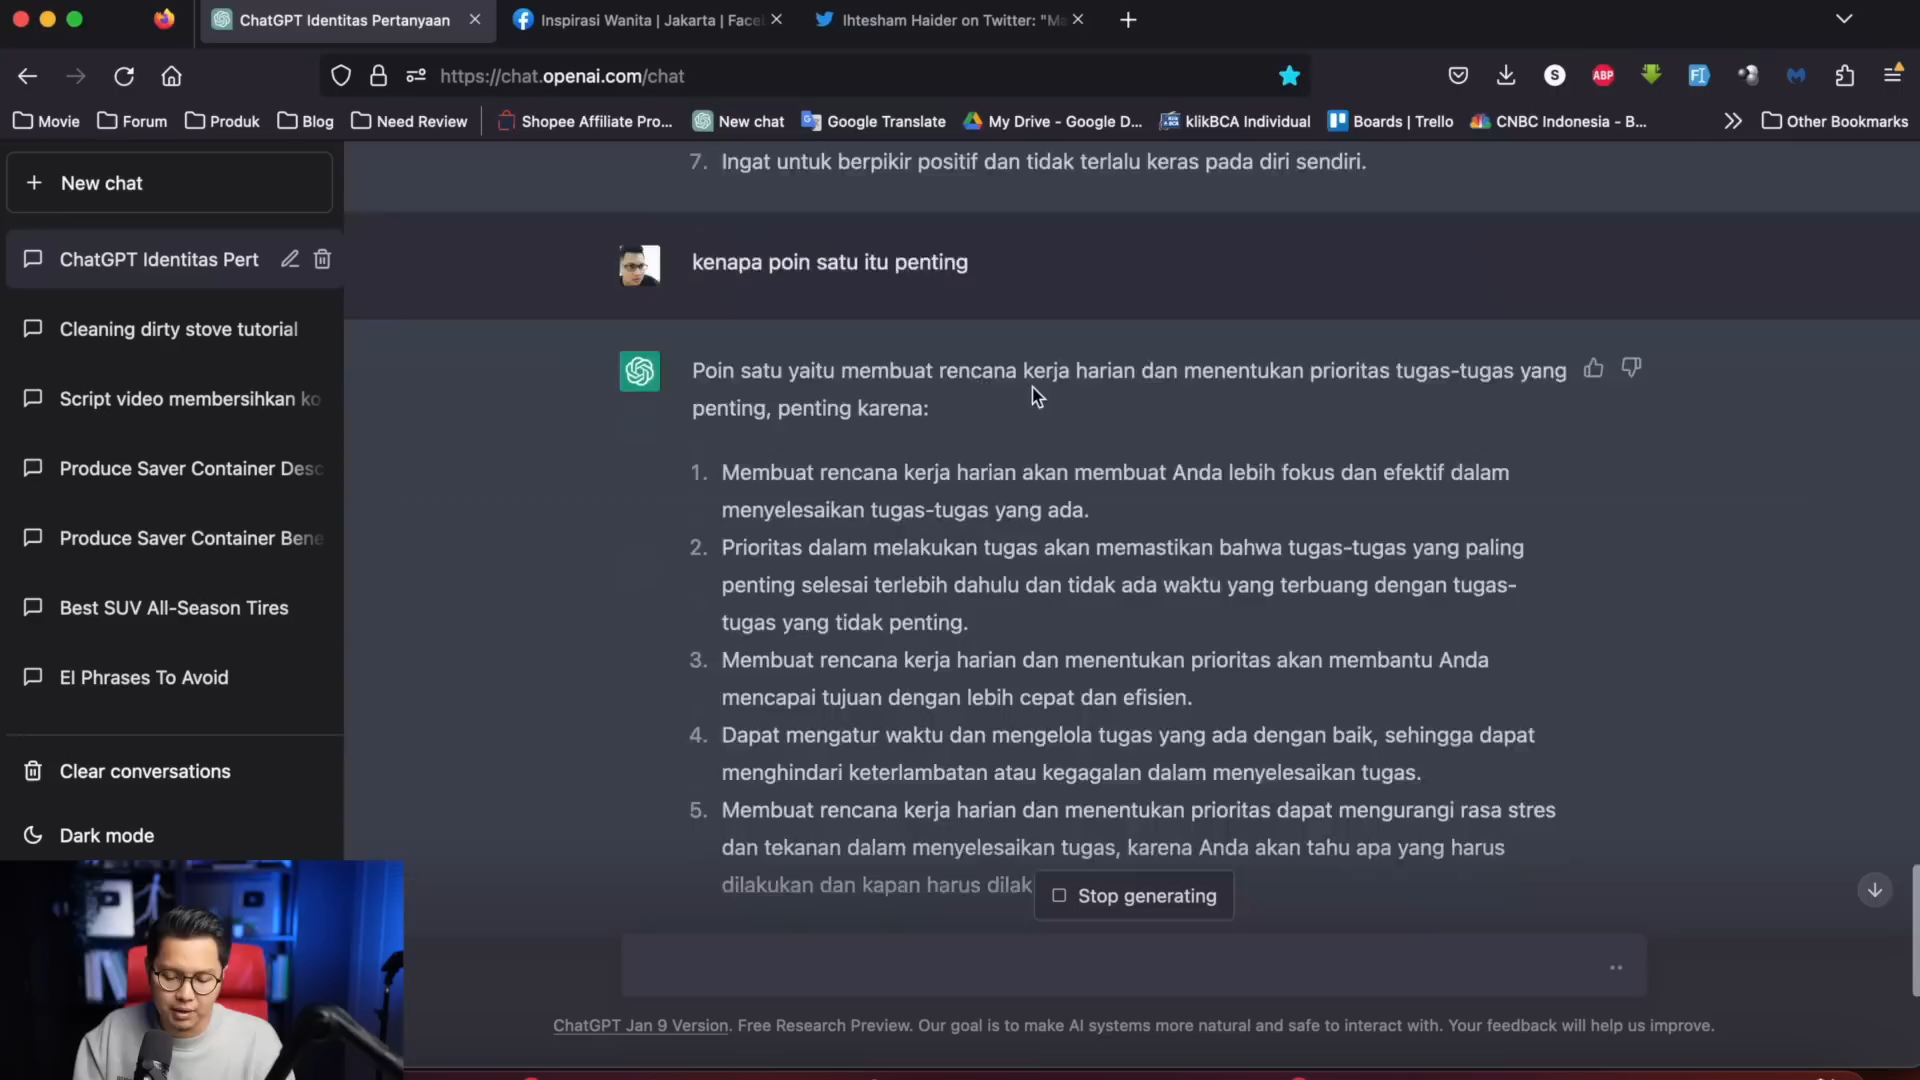 ChatGPT Identitas Pertanyaan
Inspirasi Wanita | Jakarta | Face
Ihtesham Haider on Twitter: "M
https://chat.openai.com/chat
S
ABP
FI
Movie
Forum
Produk
Blog
Need Review
Shopee Affiliate Pro...
New chat
Google Translate
My Drive - Google D...
klikBCA Individual
Boards | Trello
CNBC Indonesia - B...
Other Bookmarks
New chat
ChatGPT Identitas Pert
Cleaning dirty stove tutorial
Script video membersihkan ko
Produce Saver Container Desc
Produce Saver Container Bene
Best SUV All-Season Tires
EI Phrases To Avoid
Clear conversations
Dark mode
7. Ingat untuk berpikir positif dan tidak terlalu keras pada diri sendiri.
kenapa poin satu itu penting
Poin satu yaitu membuat rencana kerja harian dan menentukan prioritas tugas-tugas yang
penting, penting karena:
1. Membuat rencana kerja harian akan membuat Anda lebih fokus dan efektif dalam
menyelesaikan tugas-tugas yang ada.
2. Prioritas dalam melakukan tugas akan memastikan bahwa tugas-tugas yang paling
penting selesai terlebih dahulu dan tidak ada waktu yang terbuang dengan tugas-
tugas yang tidak penting.
3. Membuat rencana kerja harian dan menentukan prioritas akan membantu Anda
mencapai tujuan dengan lebih cepat dan efisien.
4. Dapat mengatur waktu dan mengelola tugas yang ada dengan baik, sehingga dapat
menghindari keterlambatan atau kegagalan dalam menyelesaikan tugas.
5. Membuat rencana kerja harian dan menentukan prioritas dapat mengurangi rasa stres
dan tekanan dalam menyelesaikan tugas, karena Anda akan tahu apa yang harus
dilakukan dan kapan harus dilak
Stop generating
ChatGPT Jan 9 Version. Free Research Preview. Our goal is to make AI systems more natural and safe to interact with. Your feedback will help us improve.